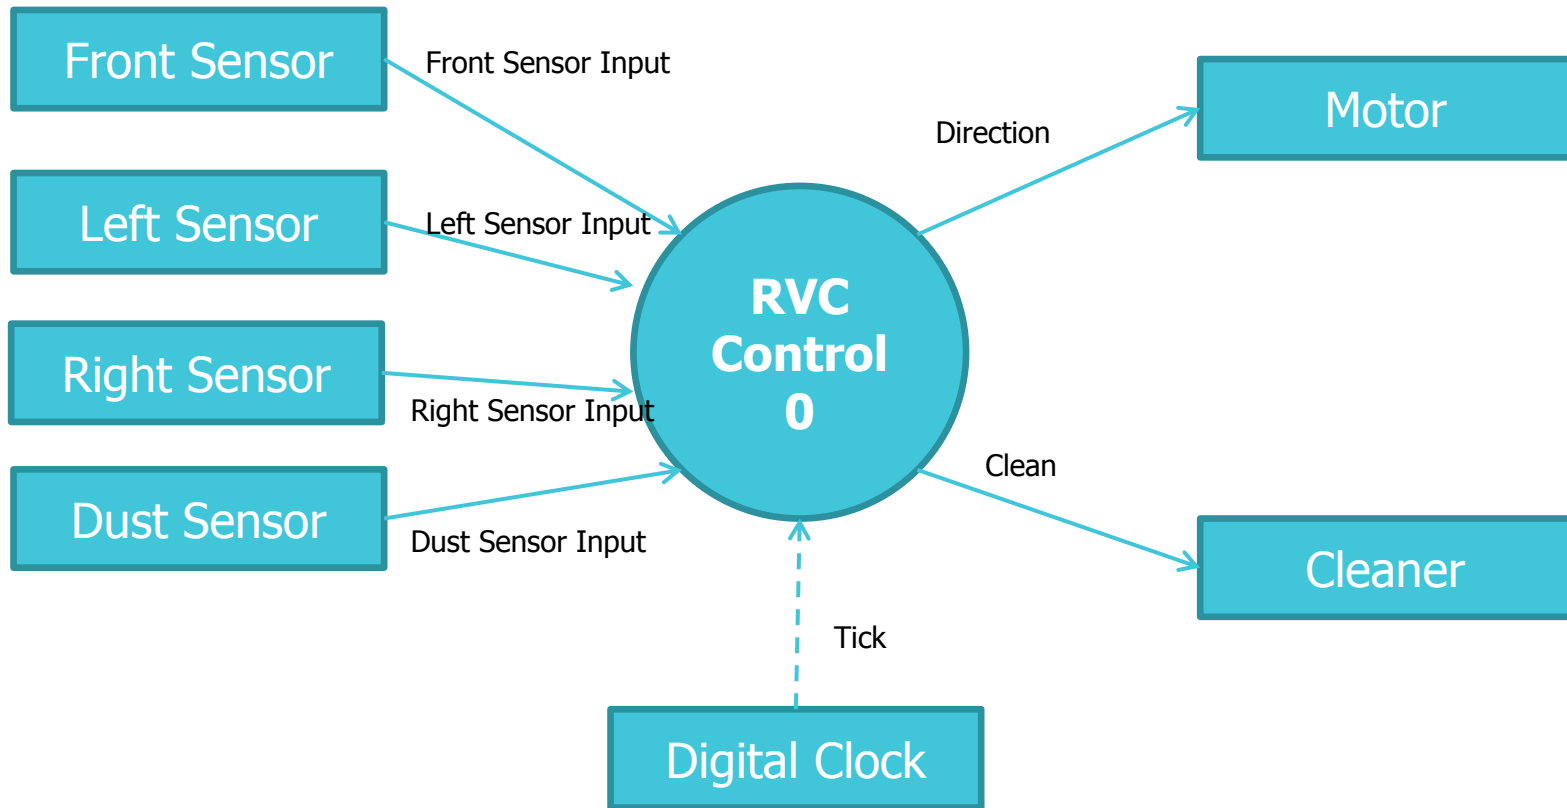 Front Sensor
Front Sensor Input
Motor
Direction
Left Sensor
Left Sensor Input
RVC
Control
0
Right Sensor
Right Sensor Input
Clean
Dust Sensor
Dust Sensor Input
Cleaner
Tick
Digital Clock